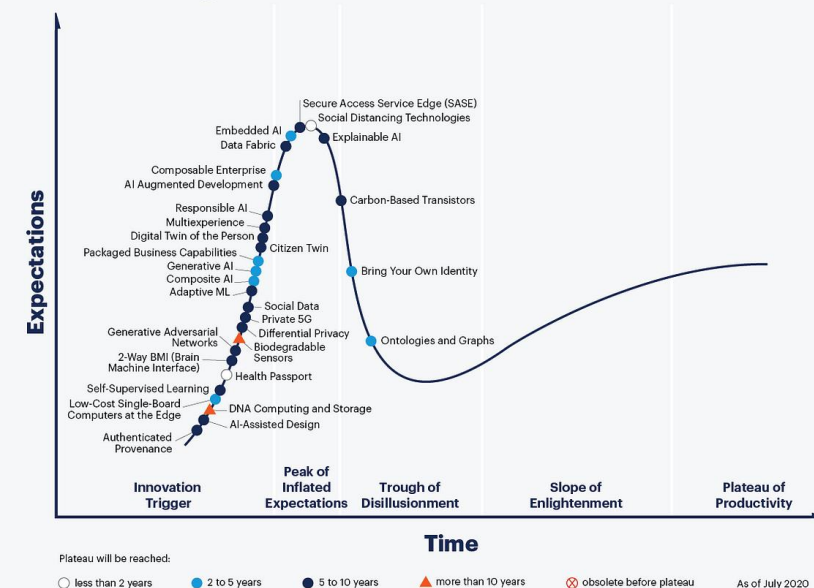 Secure Access Service Edge (SASE)
Social Distancing Technologies
Embedded AI
Explainable AI
Data Fabric
Composable Enterprise
AI Augmented Development
Carbon-Based Transistors
Responsible AI
Multiexperience
Digital Twin of the Person
Citizen Twin
Packaged Business Capabilities
Generative AI
Bring Your Own Identity
Composite AI
Adaptive ML
Social Data
Private 5G
Generative Adversarial
Networks
Differential Privacy
Biodegradable
Sensors
Ontologies and Graphs
2-Way BMI (Brain
Machine Interface)
Health Passport
Self-Supervised Learning
Low-Cost Single-Board
Computers at the Edge
DNA Computing and Storage
AI-Assisted Design
Authenticated
Provenance
Expectations
Innovation
Trigger
Peak of
Inflated
Expectations
Trough of
Disillusionment
Slope of
Enlightenment
Plateau of
Productivity
Time
Plateau will be reached:
less than 2 years
2 to 5 years
5 to 10 years
more than 10 years
obsolete before plateau
As of July 2020